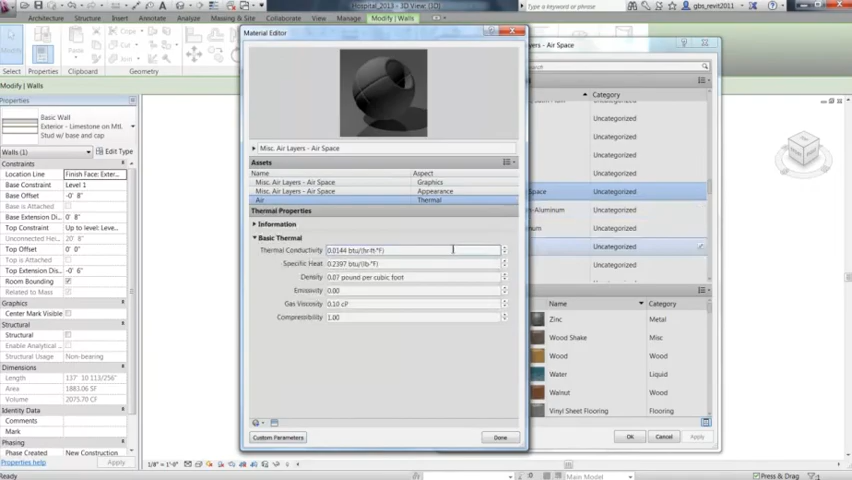 Hospital_2013 - 3D View: {3D}
Type a keyword or phrase
gbs_revit2011
Architecture Structure Insert Annotate Analyze Massing & Site Collaborate View Manage Modify | Walls
Modify
Select
Properties
Paste
Clipboard
Cope
Cut
Join
Geometry
Modify | Walls
Properties
Basic Wall
Exterior - Limestone on Mtl.
Stud w/ base and cap
Walls (1)
Edit Type
Constraints
Location Line Finish Face: Exter...
Base Constraint Level 1
Base Offset -0' 8"
Base is Attached
Base Extension Di... 0' 8"
Top Constraint Up to level: Leve...
Unconnected Hei... 20' 8"
Top Offset 0' 0"
Top is Attached
Top Extension Dis... -0' 6"
Room Bounding
Related to Mass
Graphics
Center Mark Visible
Structural
Structural
Enable Analytical ...
Structural Usage Non-bearing
Dimensions
Length 137' 10 113/256"
Area 1883.06 SF
Volume 2075.70 CF
Identity Data
Comments
Mark
Phasing
Phase Created New Construction
Properties help
Apply
Material Editor
Misc. Air Layers - Air Space
Assets
Name Aspect
Misc. Air Layers - Air Space Graphics
Misc. Air Layers - Air Space Appearance
Air Thermal
Thermal Properties
Information
Basic Thermal
Thermal Conductivity 0.0144 btu/(hr·ft·°F)
Specific Heat 0.2397 btu/(lb·°F)
Density 0.07 pound per cubic foot
Emissivity 0.00
Gas Viscosity 0.10 cP
Compressibility 1.00
Custom Parameters
Done
yers - Air Space
earch
Category
Uncategorized
Uncategorized
Uncategorized
Uncategorized
Space Uncategorized
-Aluminum Uncategorized
Uncategorized
Uncategorized
Uncategorized
Name Category
Zinc Metal
Wood Shake Misc
Wood Wood
Water Liquid
Walnut Wood
Vinyl Sheet Flooring Flooring
OK
Cancel
Apply
1/8" = 1'-0"
Ready
:0
Main Model
Press & Drag